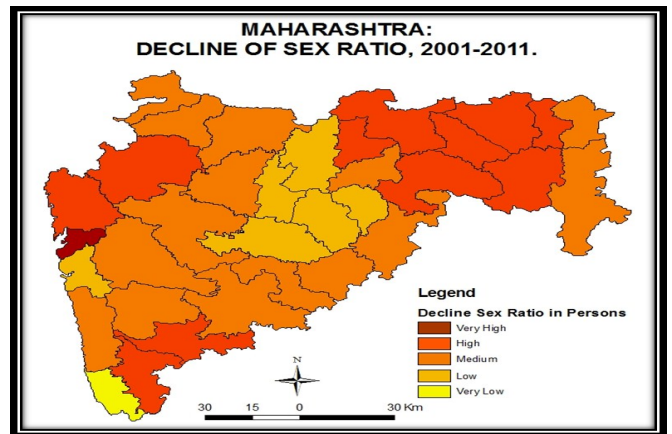 MAHARASHTRA:
DECLINE OF SEX RATIO, 2001-2011.
Legend
Decline Sex Ratio in Persons
Very High
High
Medium
Low
Very Low
N
30 15 0 30 Km